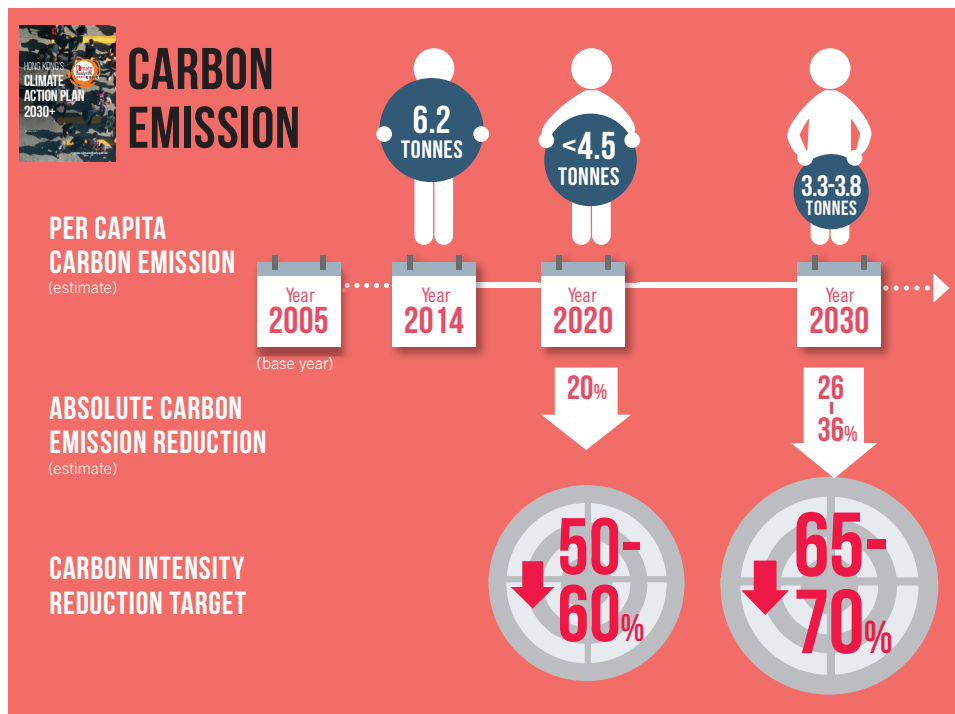 HONG KONG'S
CLIMATE
ACTION PLAN
2030+
CARBON
EMISSION
6.2
TONNES
<4.5
TONNES
3.3-3.8
TONNES
PER CAPITA
CARBON EMISSION
(estimate)
Year
2005
(base year)
Year
2014
Year
2020
Year
2030
ABSOLUTE CARBON
EMISSION REDUCTION
(estimate)
20%
26
-
36%
CARBON INTENSITY
REDUCTION TARGET
50-
60%
65-
70%